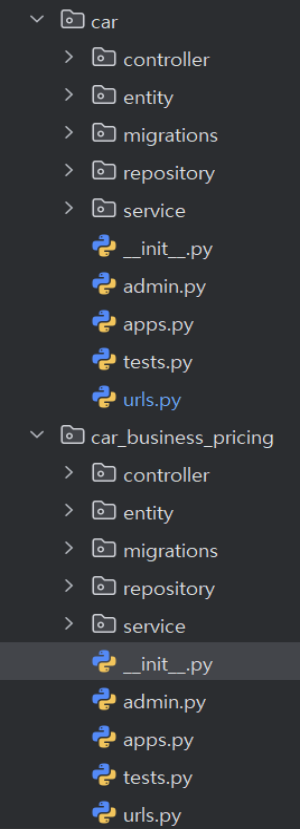 car
controller
entity
migrations
repository
service
__init__.py
admin.py
apps.py
tests.py
urls.py
car_business_pricing
controller
entity
migrations
repository
service
__init__.py
admin.py
apps.py
tests.py
urls.py